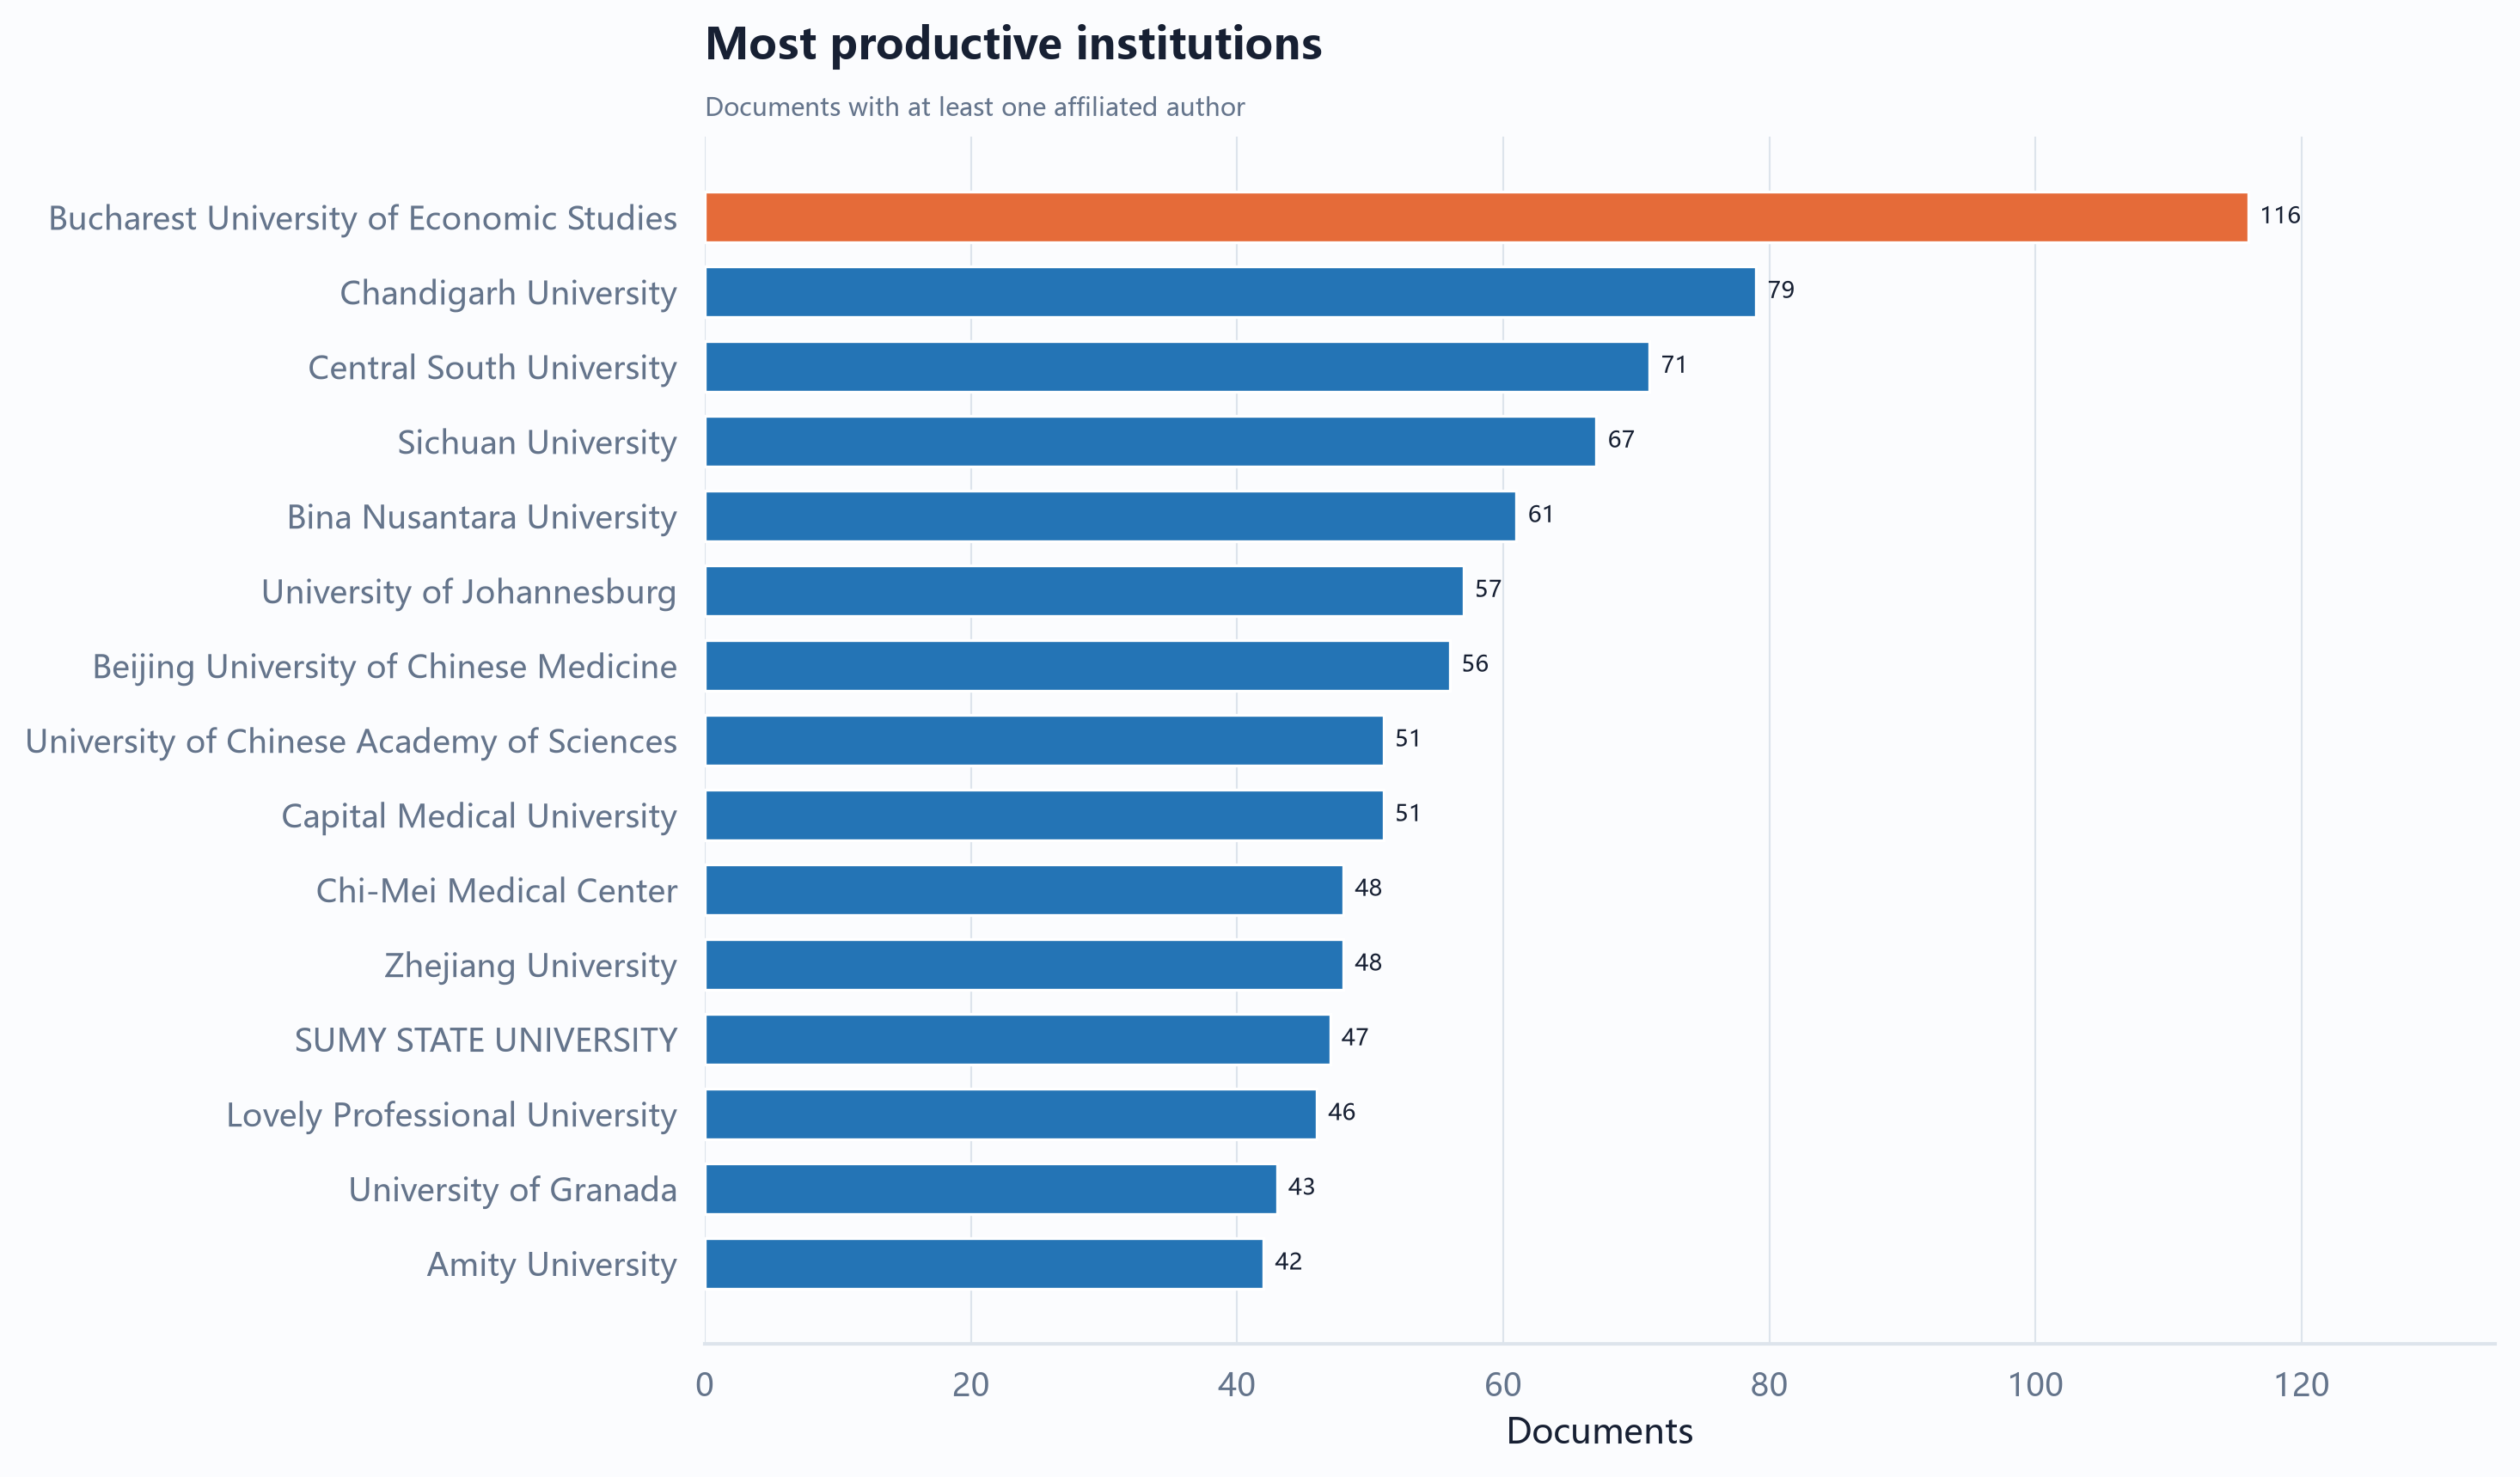 Most productive institutions
Documents with at least one affiliated author
Bucharest University of Economic Studies 116
Chandigarh University 79
Central South University 71
Sichuan University 67
Bina Nusantara University 61
University of Johannesburg 57
Beijing University of Chinese Medicine 56
University of Chinese Academy of Sciences 51
Capital Medical University 51
Chi-Mei Medical Center 48
Zhejiang University 48
SUMY STATE UNIVERSITY 47
Lovely Professional University 46
University of Granada 43
Amity University 42
0 20 40 60 80 100 120
Documents